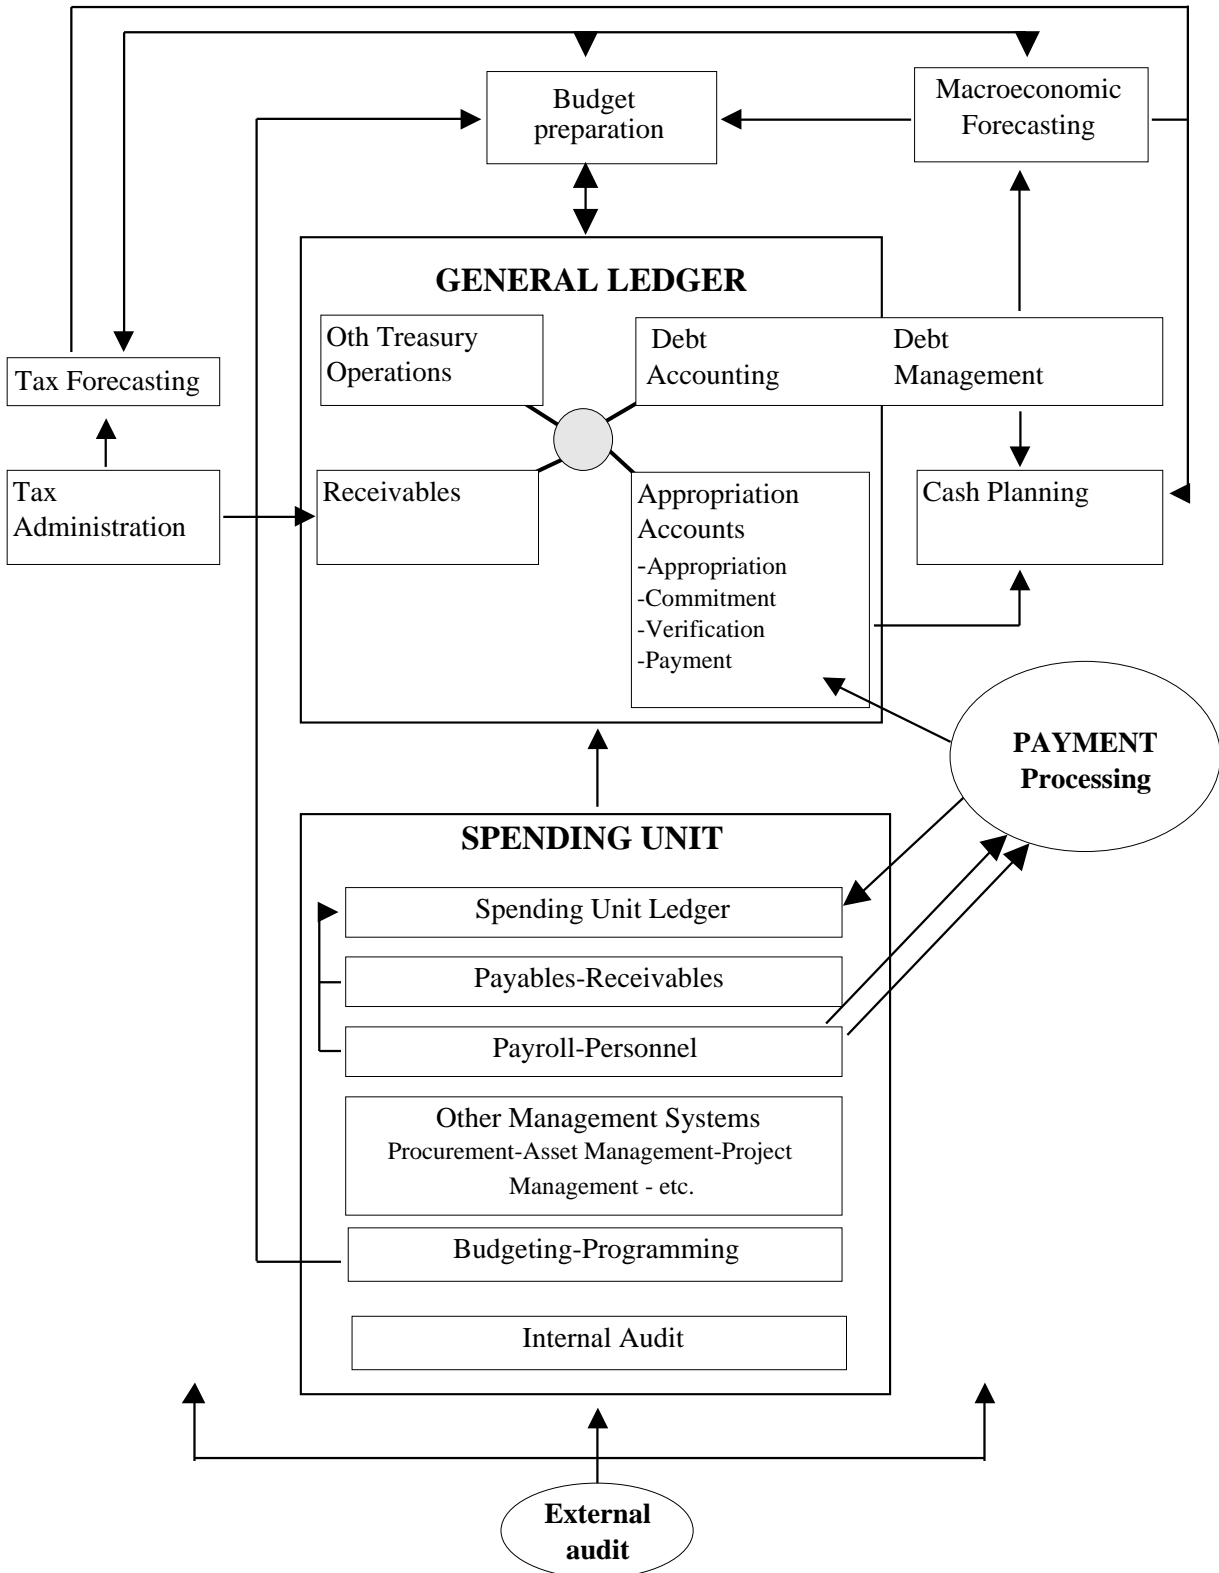 Budget
preparation
Macroeconomic
Forecasting
GENERAL LEDGER
Oth Treasury
Operations
Debt
Accounting
Debt
Management
Tax Forecasting
Tax
Administration
Receivables
Appropriation
Accounts
-Appropriation
-Commitment
-Verification
-Payment
Cash Planning
PAYMENT
Processing
SPENDING UNIT
Spending Unit Ledger
Payables-Receivables
Payroll-Personnel
Other Management Systems
Procurement-Asset Management-Project
Management - etc.
Budgeting-Programming
Internal Audit
External
audit